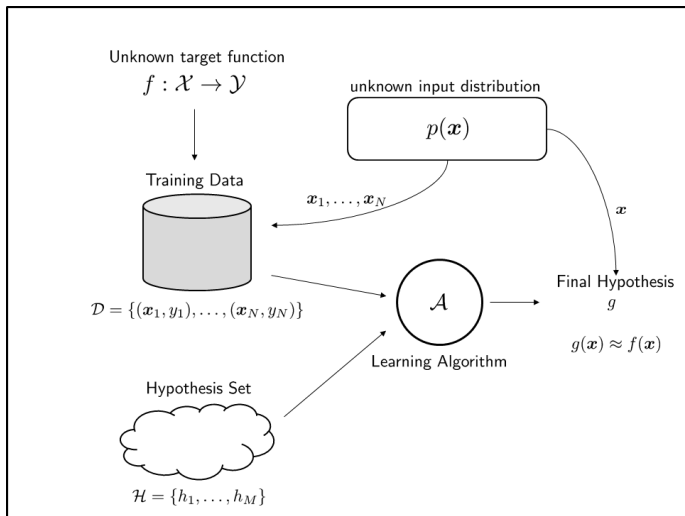 Unknown target function
f : 𝒳 → 𝒴
unknown input distribution
p(𝒙)
Training Data
𝒙₁, . . . , 𝒙_N
𝒙
𝒟 = {(𝒙₁, y₁), . . . , (𝒙_N, y_N)}
𝒜
Learning Algorithm
Final Hypothesis
g
g(𝒙) ≈ f(𝒙)
Hypothesis Set
ℋ = {h₁, . . . , h_M}